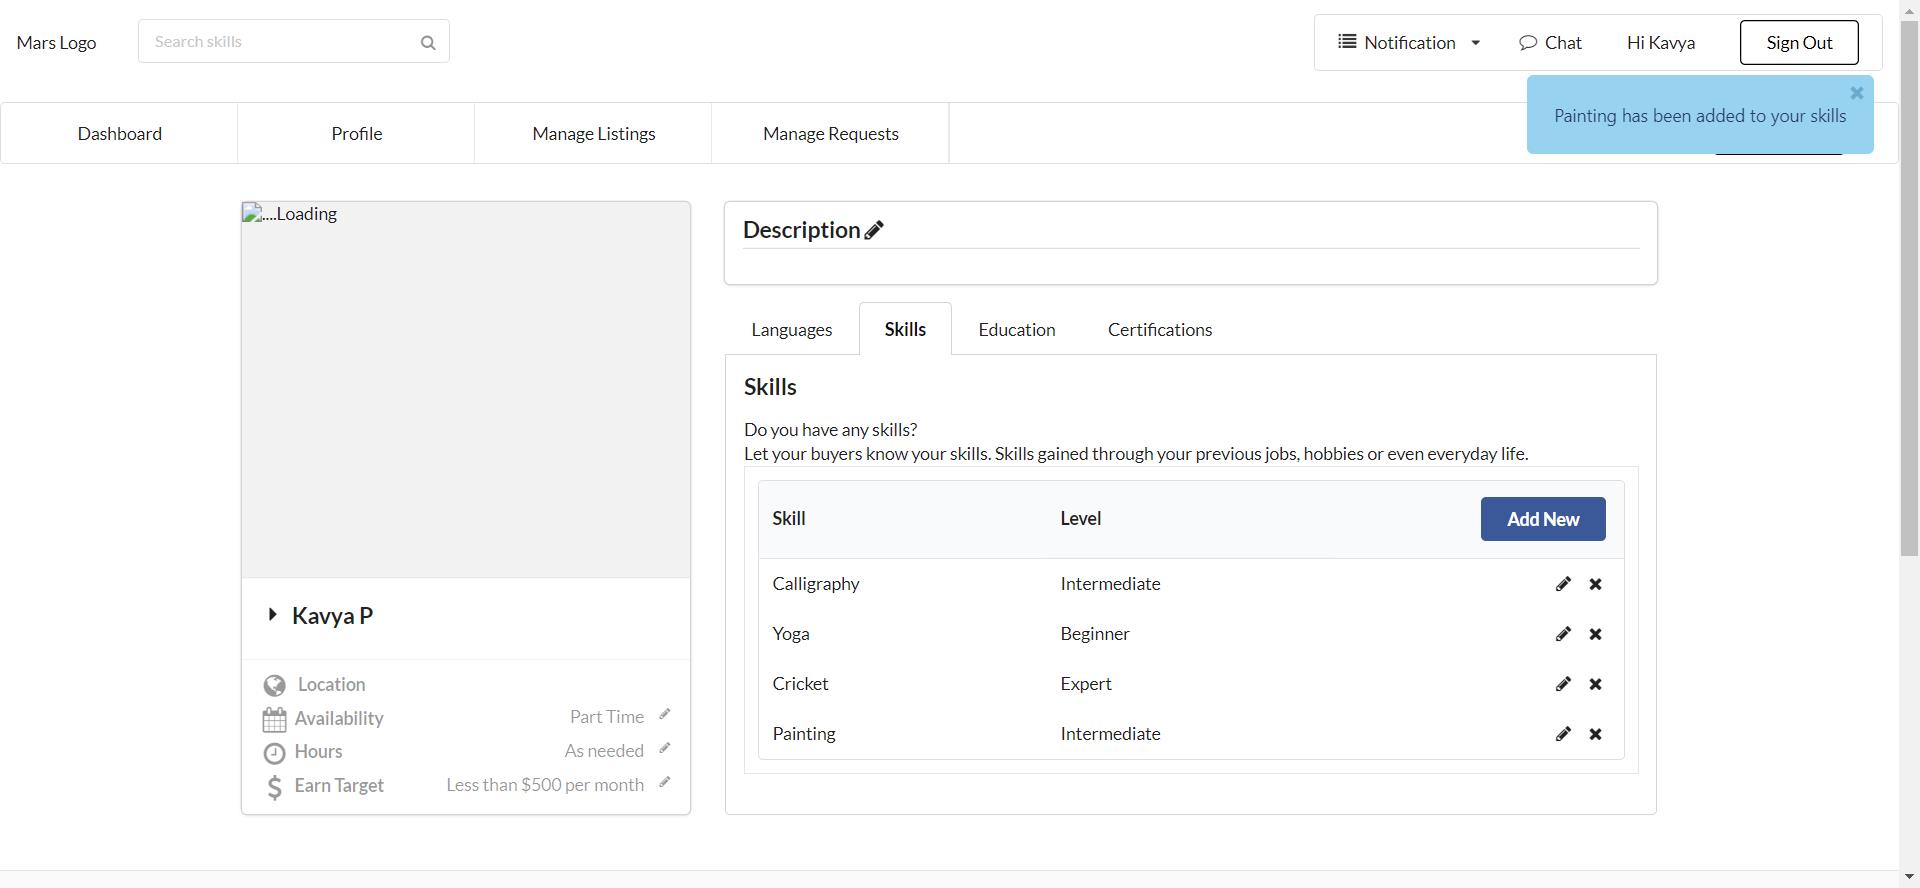 Mars Logo
Search skills
Notification
Chat
Hi Kavya
Sign Out
Painting has been added to your skills
Dashboard
Profile
Manage Listings
Manage Requests
....Loading
Description
Languages
Skills
Education
Certifications
Skills
Do you have any skills?
Let your buyers know your skills. Skills gained through your previous jobs, hobbies or even everyday life.
Skill Level Add New
Calligraphy Intermediate
Yoga Beginner
Cricket Expert
Painting Intermediate
Kavya P
Location
Availability Part Time
Hours As needed
Earn Target Less than $500 per month